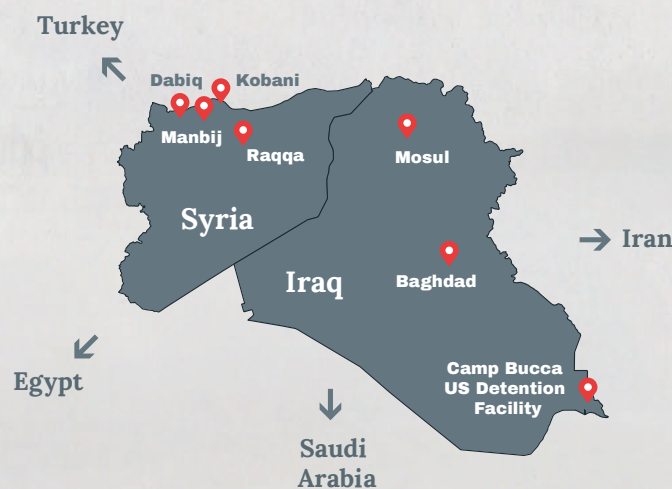 Turkey
Dabiq
Kobani
Manbij
Raqqa
Mosul
Syria
Iran
Iraq
Baghdad
Egypt
Camp Bucca
US Detention
Facility
Saudi
Arabia